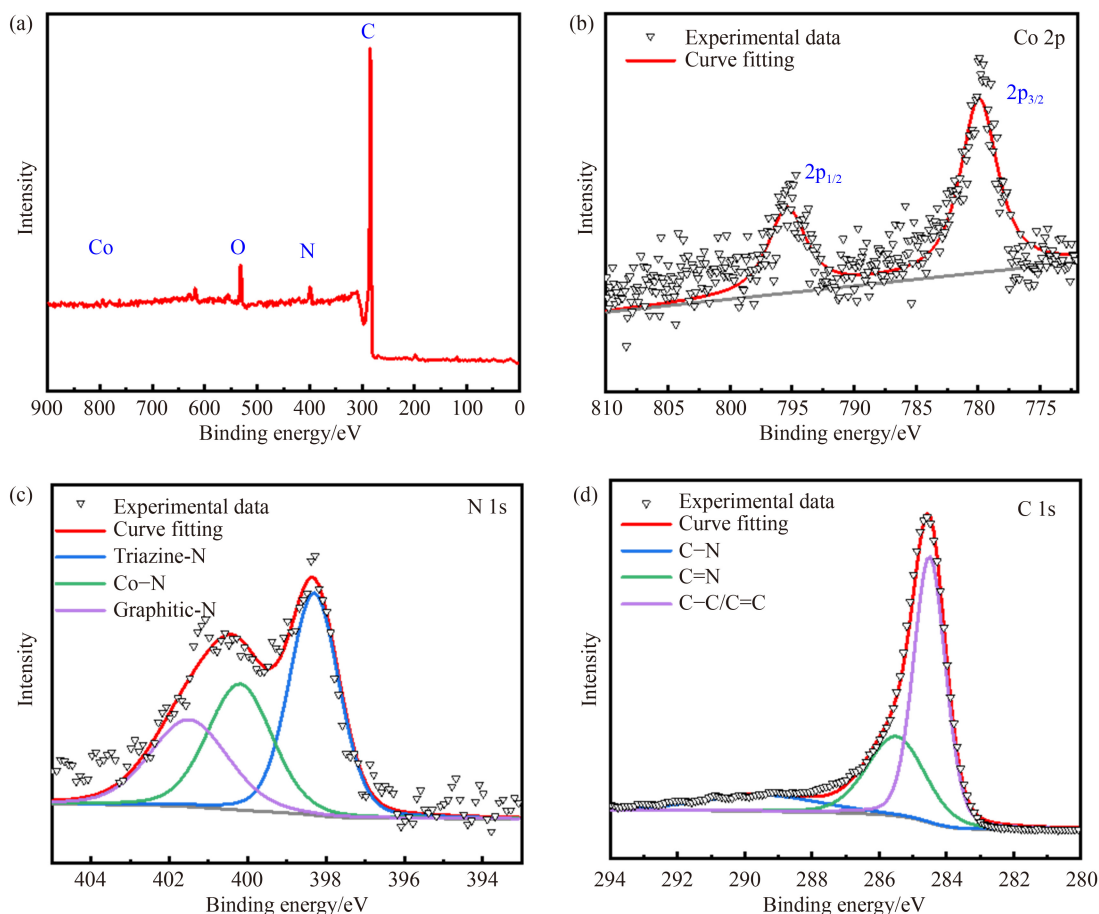 (a)
C
Co
O
N
Intensity
900 800 700 600 500 400 300 200 100 0
Binding energy/eV
(b)
Experimental data
Curve fitting
Co 2p
2p3/2
2p1/2
Intensity
810 805 800 795 790 785 780 775
Binding energy/eV
(c)
Experimental data
Curve fitting
Triazine-N
Co−N
Graphitic-N
N 1s
Intensity
404 402 400 398 396 394
Binding energy/eV
(d)
Experimental data
Curve fitting
C−N
C=N
C−C/C=C
C 1s
Intensity
294 292 290 288 286 284 282 280
Binding energy/eV